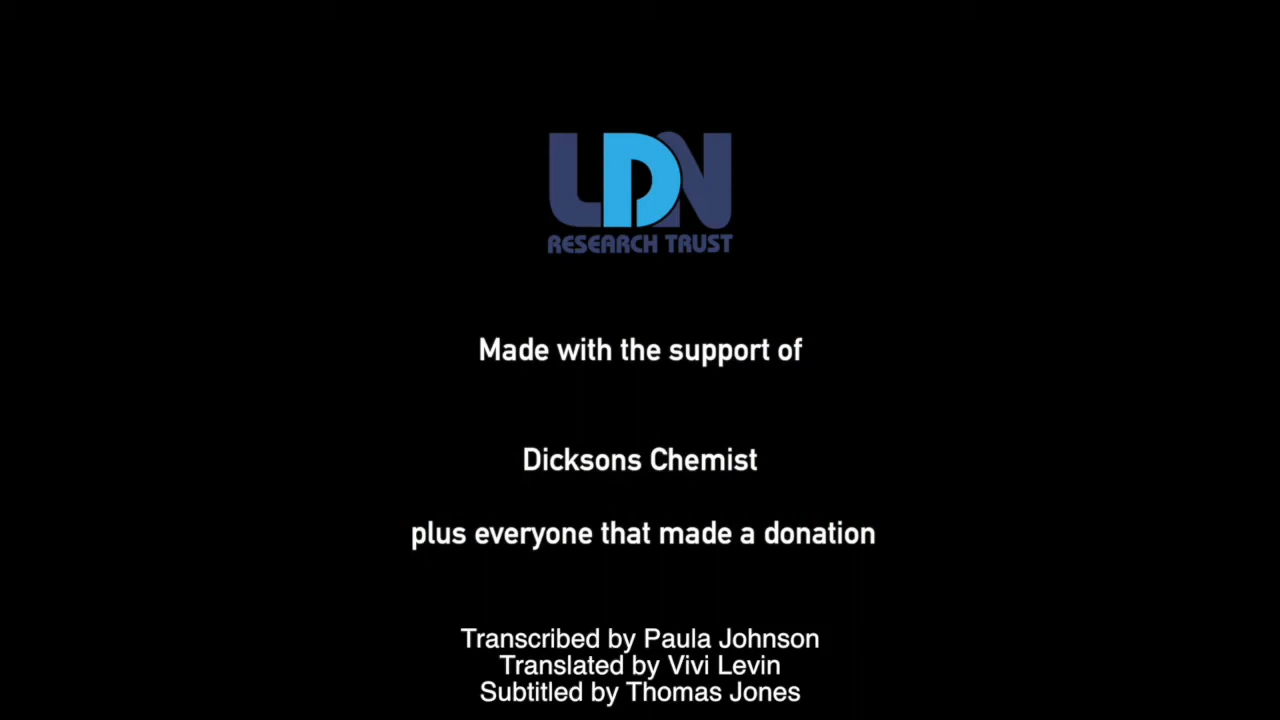 LDN
RESEARCH TRUST
Made with the support of
Dicksons Chemist
plus everyone that made a donation
Transcribed by Paula Johnson
Translated by Vivi Levin
Subtitled by Thomas Jones